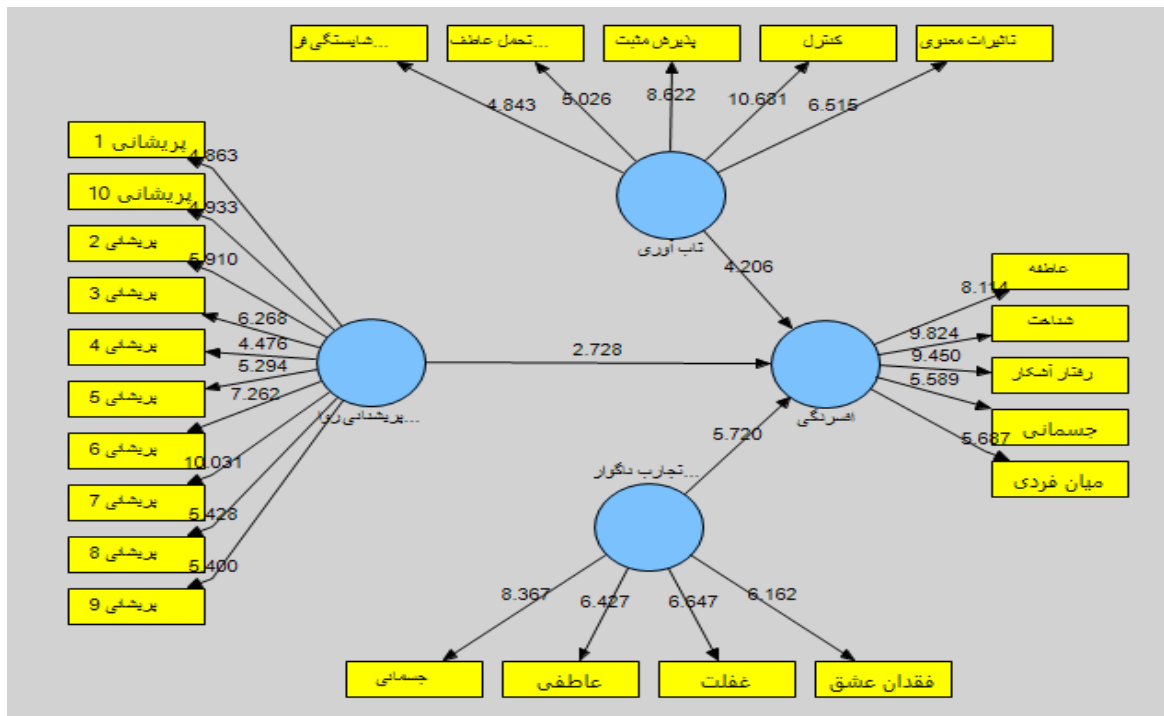 شایستگی فر...
تحمل عاطف...
پذیرش مثبت
کنترل
تاثیرات معنوی
4.843
5.026
8.622
10.681
6.515
تاب آوری
4.206
پریشانی 1
پریشانی 10
پریشانی 2
پریشانی 3
پریشانی 4
پریشانی 5
پریشانی 6
پریشانی 7
پریشانی 8
پریشانی 9
4.863
4.933
5.910
6.268
4.476
5.294
7.262
10.031
5.428
5.400
پریشانی روا...
2.728
افسردگی
8.114
9.824
9.450
5.589
5.687
عاطفه
شناخت
رفتار آشکار
جسمانی
میان فردی
5.720
تجارب ناگوار...
8.367
6.427
6.647
6.162
جسمانی
عاطفی
غفلت
فقدان عشق